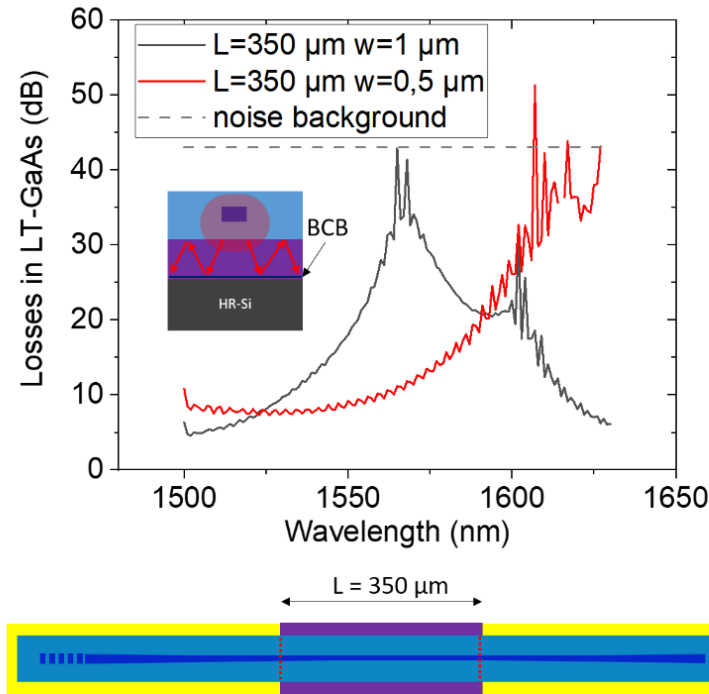 60
50
40
30
20
10
0
Losses in LT-GaAs (dB)
L=350 µm w=1 µm
L=350 µm w=0,5 µm
noise background
BCB
HR-Si
1500
1550
1600
1650
Wavelength (nm)
L = 350 µm